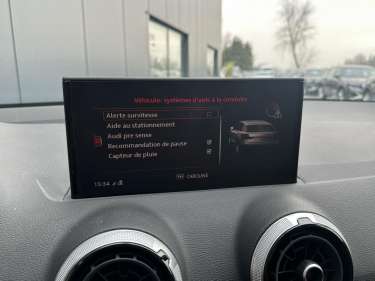 Véhicule: systèmes d'aide à la conduite
Alerte survitesse
Aide au stationnement
Audi pre sense
Recommandation de pause
Capteur de pluie
15:34